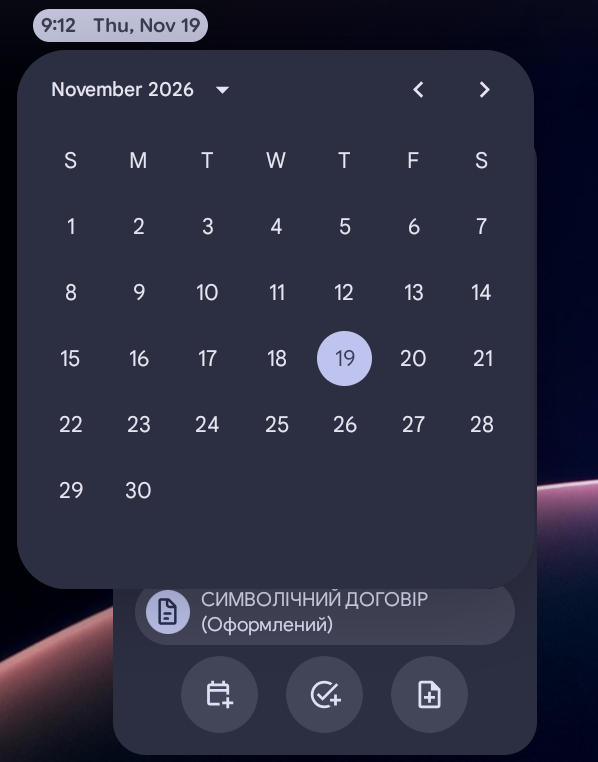 9:12 Thu, Nov 19
November 2026
S M T W T F S
1 2 3 4 5 6 7
8 9 10 11 12 13 14
15 16 17 18 19 20 21
22 23 24 25 26 27 28
29 30
СИМВОЛІЧНИЙ ДОГОВІР
(Оформлений)